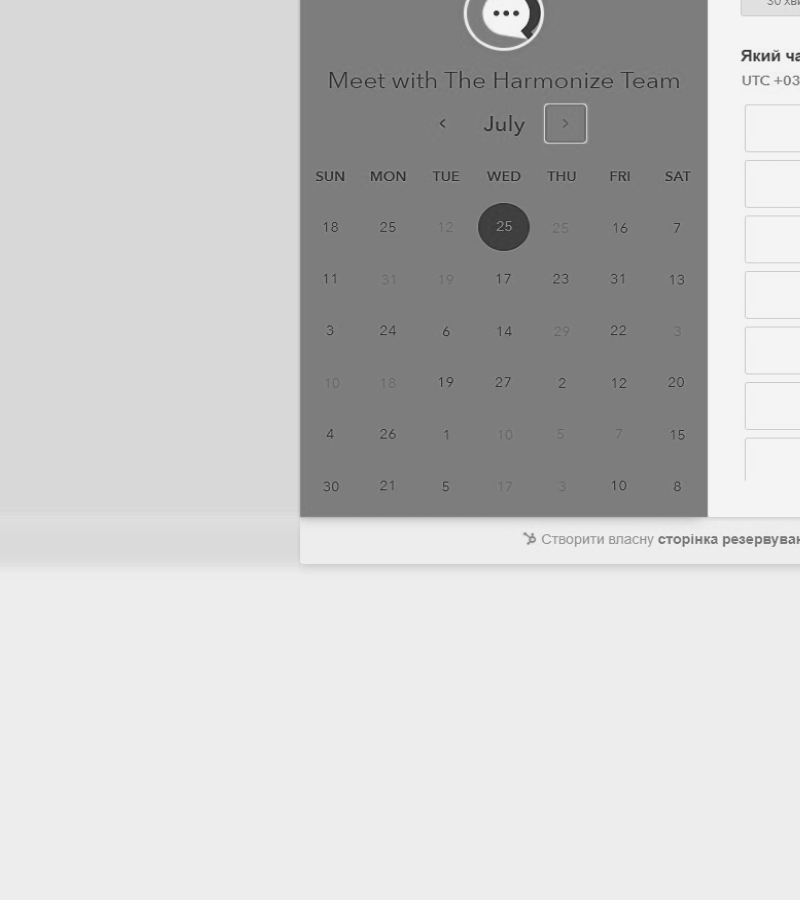 Meet with The Harmonize Team
July
SUN MON TUE WED THU FRI SAT
18 25 12 25 25 16 7
11 31 19 17 23 31 13
3 24 6 14 29 22 3
10 18 19 27 2 12 20
4 26 1 10 5 7 15
30 21 5 17 3 10 8
30
Який
UTC +03
Створити власну сторінка